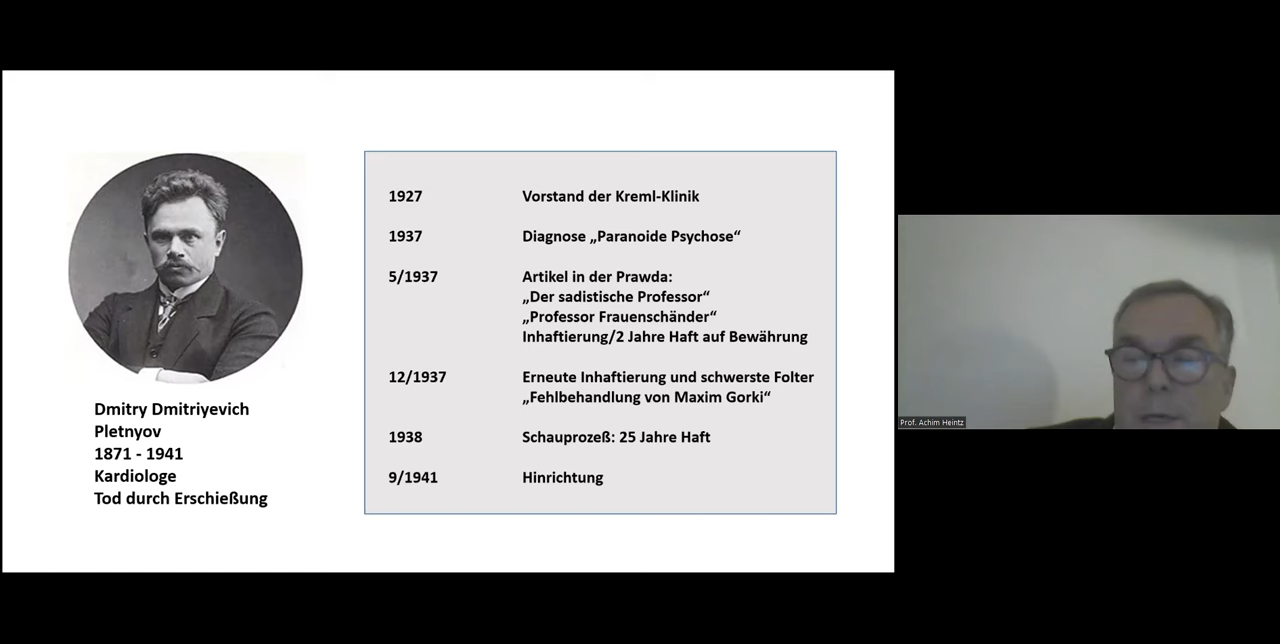 Dmitry Dmitriyevich
Pletnyov
1871 - 1941
Kardiologe
Tod durch Erschießung
1927 Vorstand der Kreml-Klinik
1937 Diagnose „Paranoide Psychose“
5/1937 Artikel in der Prawda:
„Der sadistische Professor“
„Professor Frauenschänder“
Inhaftierung/2 Jahre Haft auf Bewährung
12/1937 Erneute Inhaftierung und schwerste Folter
„Fehlbehandlung von Maxim Gorki“
1938 Schauprozeß: 25 Jahre Haft
9/1941 Hinrichtung
Prof. Achim Heintz